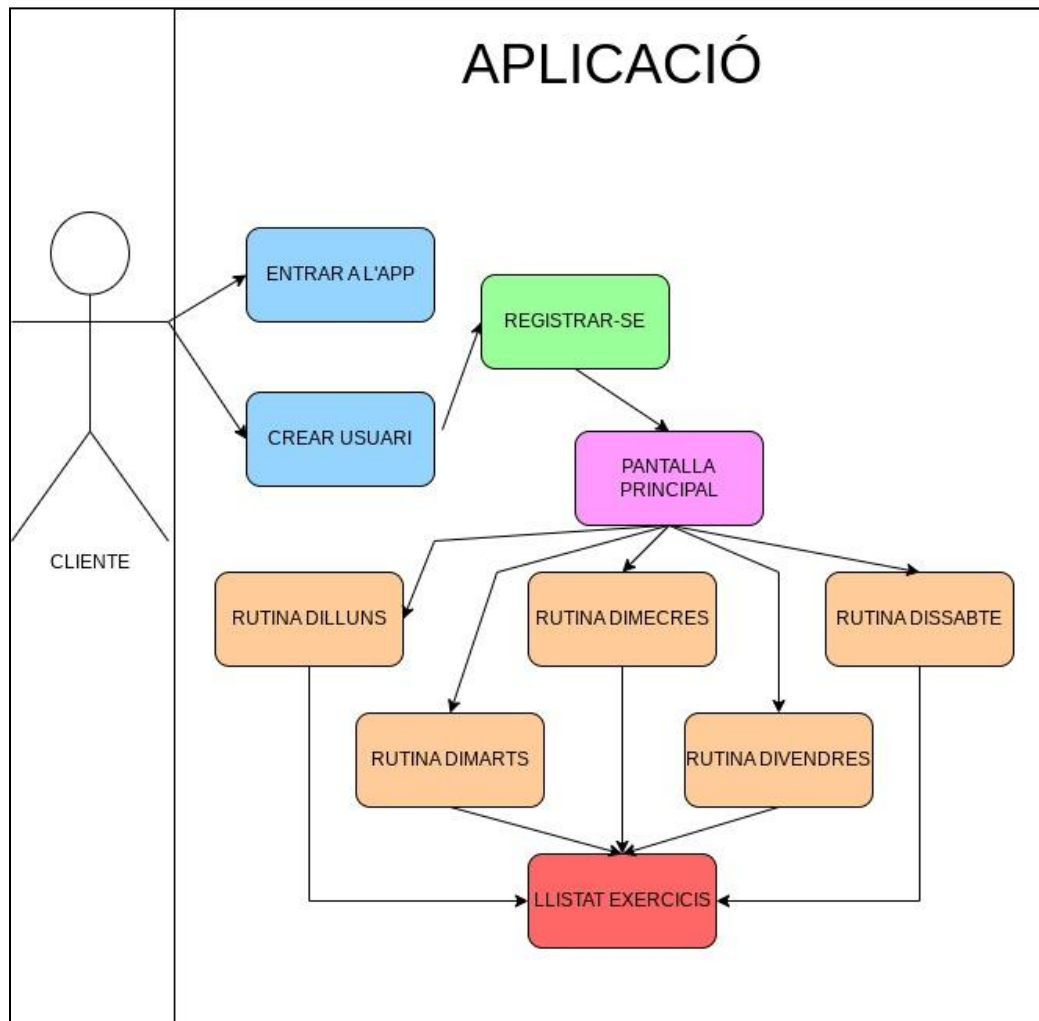 APLICACIÓ
ENTRAR A L'APP
REGISTRAR-SE
CREAR USUARI
PANTALLA
PRINCIPAL
CLIENTE
RUTINA DILLUNS
RUTINA DIMECRES
RUTINA DISSABTE
RUTINA DIMARTS
RUTINA DIVENDRES
LLISTAT EXERCICIS